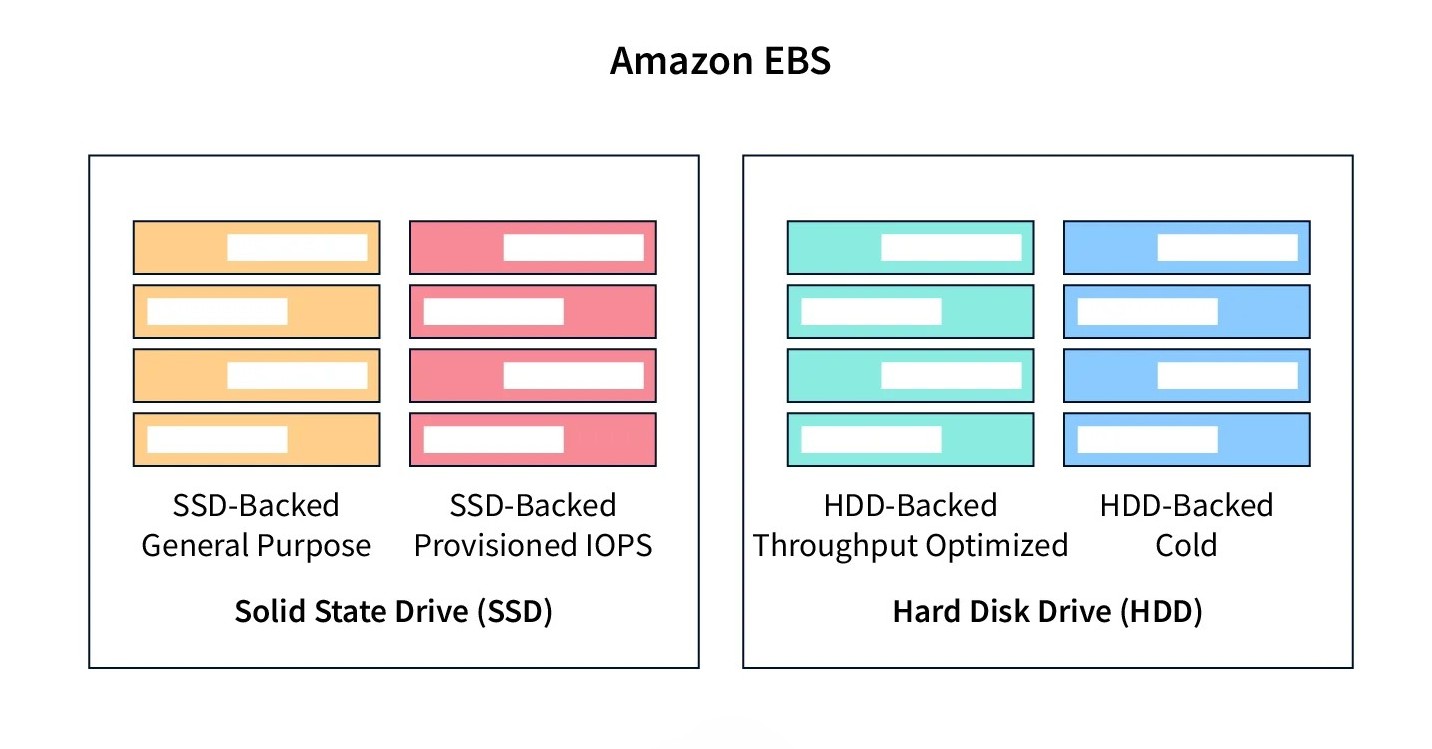 Amazon EBS
SSD-Backed
General Purpose
SSD-Backed
Provisioned IOPS
Solid State Drive (SSD)
HDD-Backed
Throughput Optimized
HDD-Backed
Cold
Hard Disk Drive (HDD)